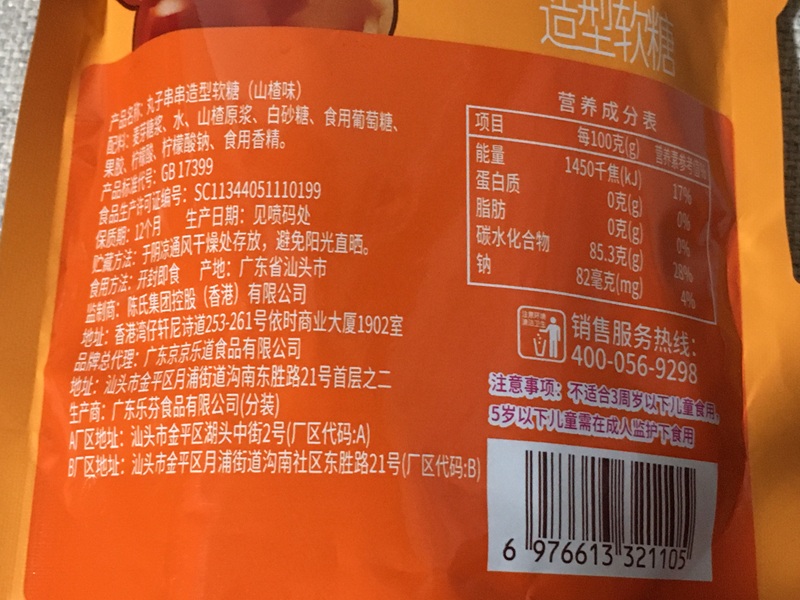 造型软糖
产品名称: 丸子串串造型软糖（山楂味）
配料: 麦芽糖浆、水、山楂原浆、白砂糖、食用葡萄糖、
果胶、柠檬酸、柠檬酸钠、食用香精。
产品标准代号: GB 17399
食品生产许可证编号: SC11344051110199
保质期: 12个月 生产日期: 见喷码处
贮藏方法: 于阴凉通风干燥处存放，避免阳光直晒。
食用方法: 开封即食 产地: 广东省汕头市
监制商: 陈氏集团控股（香港）有限公司
地址: 香港湾仔轩尼诗道253-261号依时商业大厦1902室
品牌总代理: 广东京京乐道食品有限公司
地址: 汕头市金平区月浦街道沟南东胜路21号首层之二
生产商: 广东乐芬食品有限公司(分装)
A厂区地址: 汕头市金平区湖头中街2号(厂区代码:A)
B厂区地址: 汕头市金平区月浦街道沟南社区东胜路21号(厂区代码:B)
营养成分表
项目 每100克(g) 营养素参考值%
能量 1450千焦(kJ) 17%
蛋白质 0克(g) 0%
脂肪 0克(g) 0%
碳水化合物 85.3克(g) 28%
钠 82毫克(mg) 4%
注意环境
清洁卫生
销售服务热线:
400-056-9298
注意事项: 不适合3周岁以下儿童食用,
5岁以下儿童需在成人监护下食用
6 976613 321105